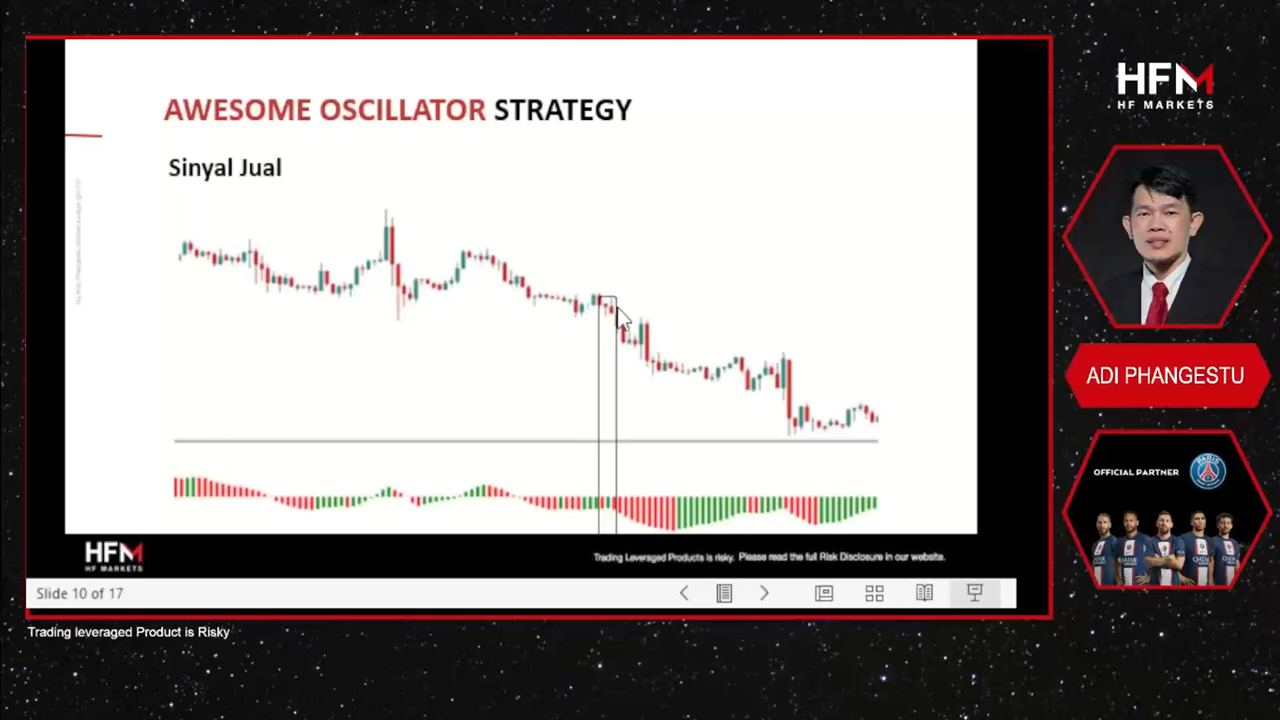 AWESOME OSCILLATOR STRATEGY
Sinyal Jual
HFM
HF MARKETS
Trading Leveraged Products is risky. Please read the full Risk Disclosure in our website.
Slide 10 of 17
Trading leveraged Product is Risky
HFM
HF MARKETS
ADI PHANGESTU
OFFICIAL PARTNER
PARIS